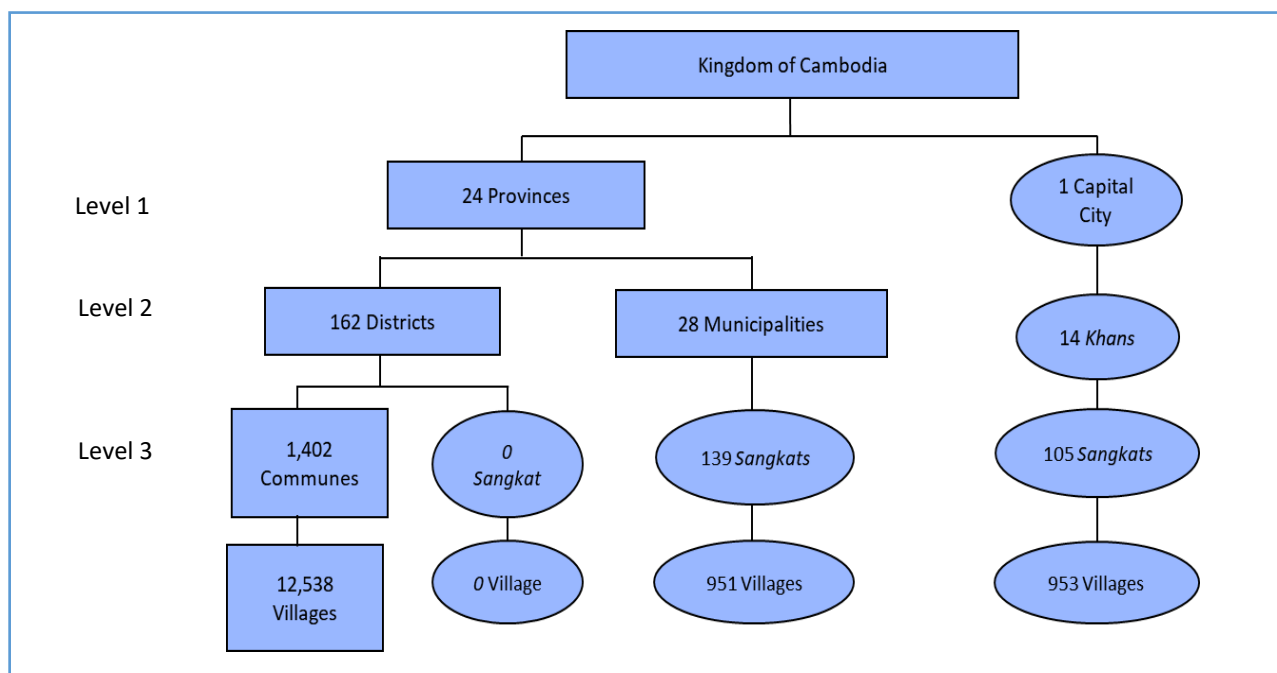 Kingdom of Cambodia
Level 1
24 Provinces
1 Capital
City
Level 2
162 Districts
28 Municipalities
14 Khans
Level 3
1,402
Communes
0
Sangkat
139 Sangkats
105 Sangkats
12,538
Villages
0 Village
951 Villages
953 Villages